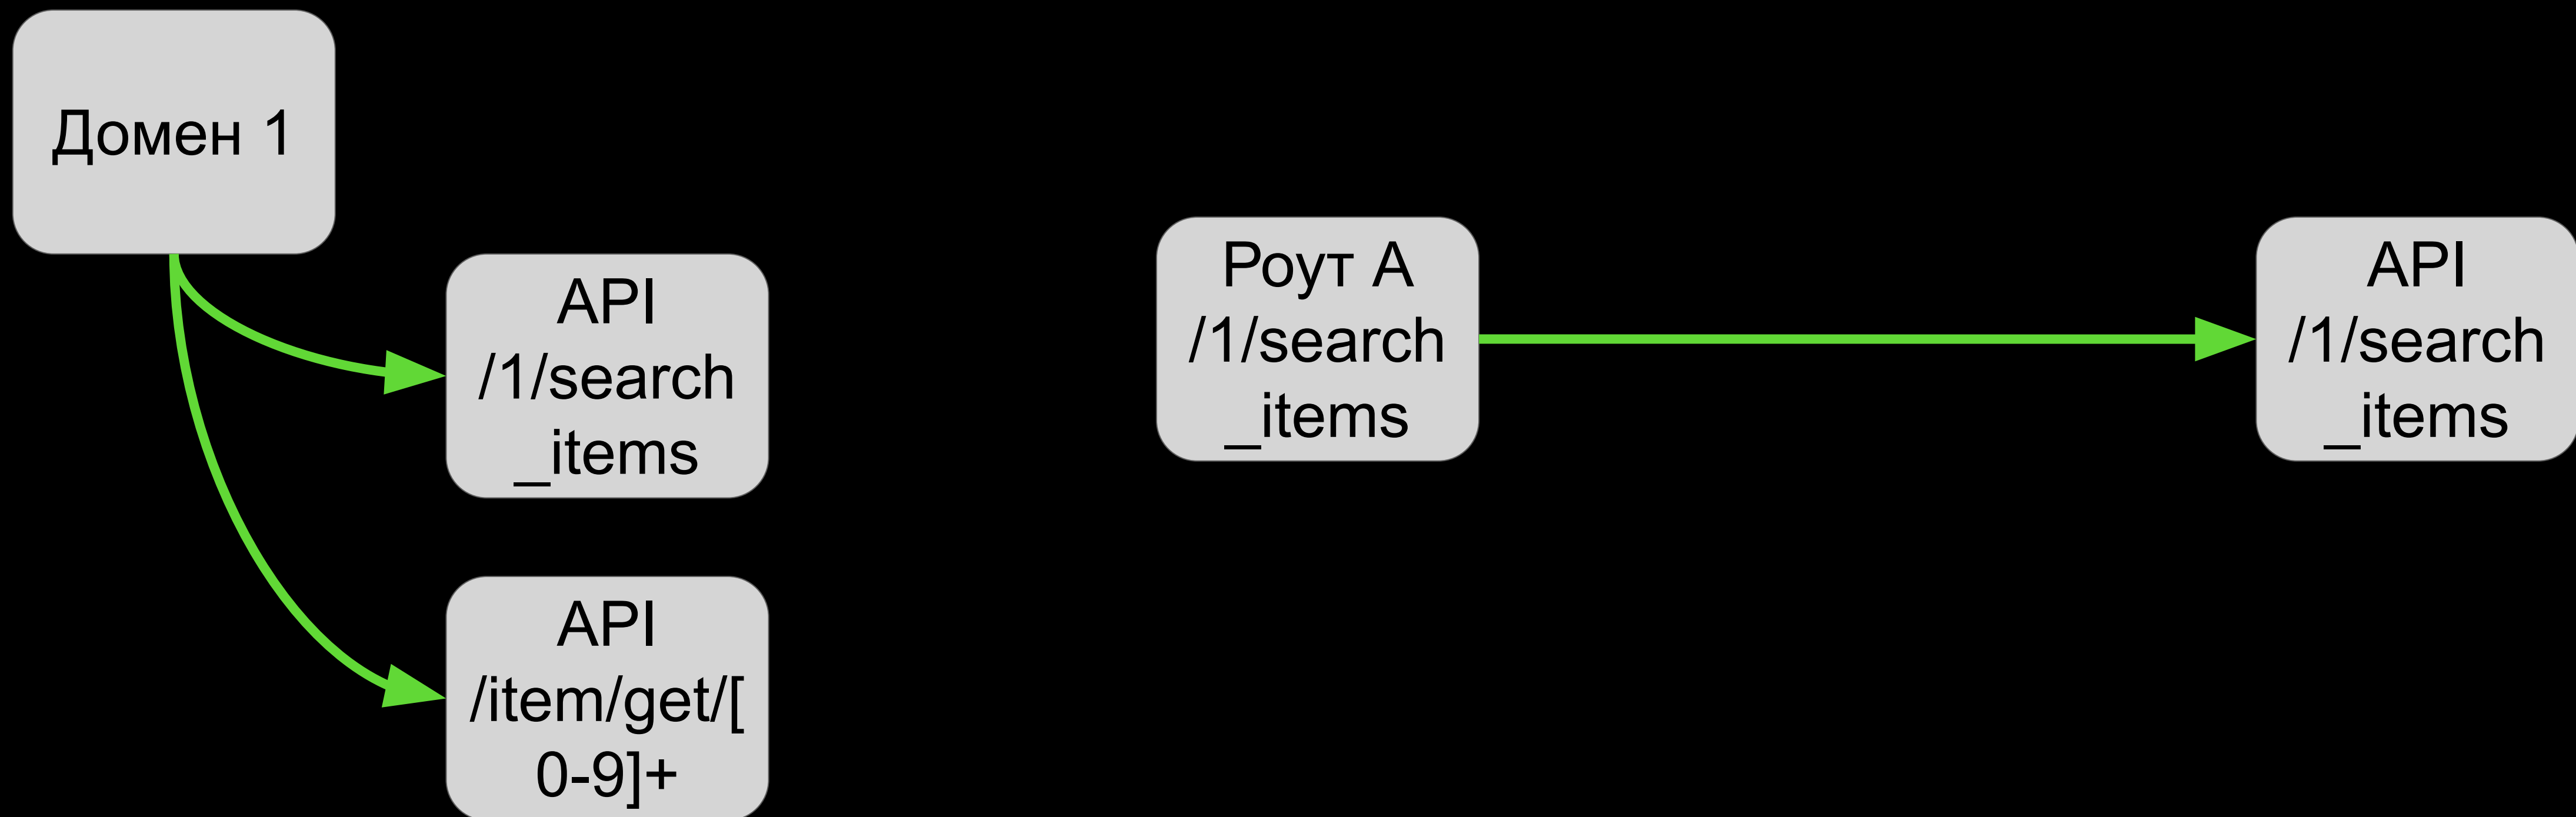 Домен 1
API
/1/search
_items
API
/item/get/[
0-9]+
Роут А
/1/search
_items
API
/1/search
_items